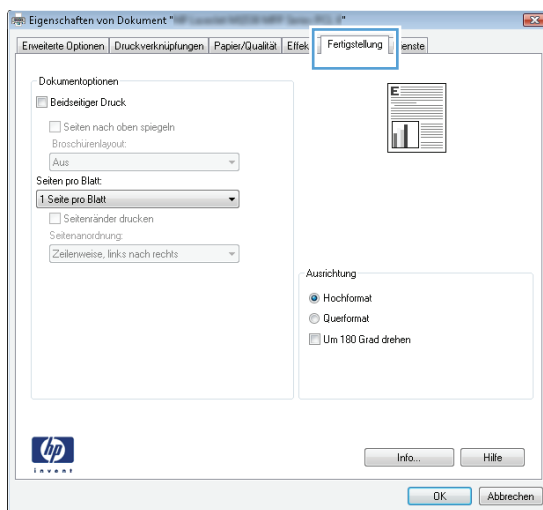 Eigenschaften von Dokument "
Erweiterte Optionen Druckverknüpfungen Papier/Qualität Effek Fertigstellung enste
Dokumentoptionen
Beidseitiger Druck
Seiten nach oben spiegeln
Broschürenlayout:
Aus
Seiten pro Blatt:
1 Seite pro Blatt
Seitenränder drucken
Seitenanordnung:
Zeilenweise, links nach rechts
E
Ausrichtung
Hochformat
Querformat
Um 180 Grad drehen
hp
invent
Info... Hilfe
OK Abbrechen